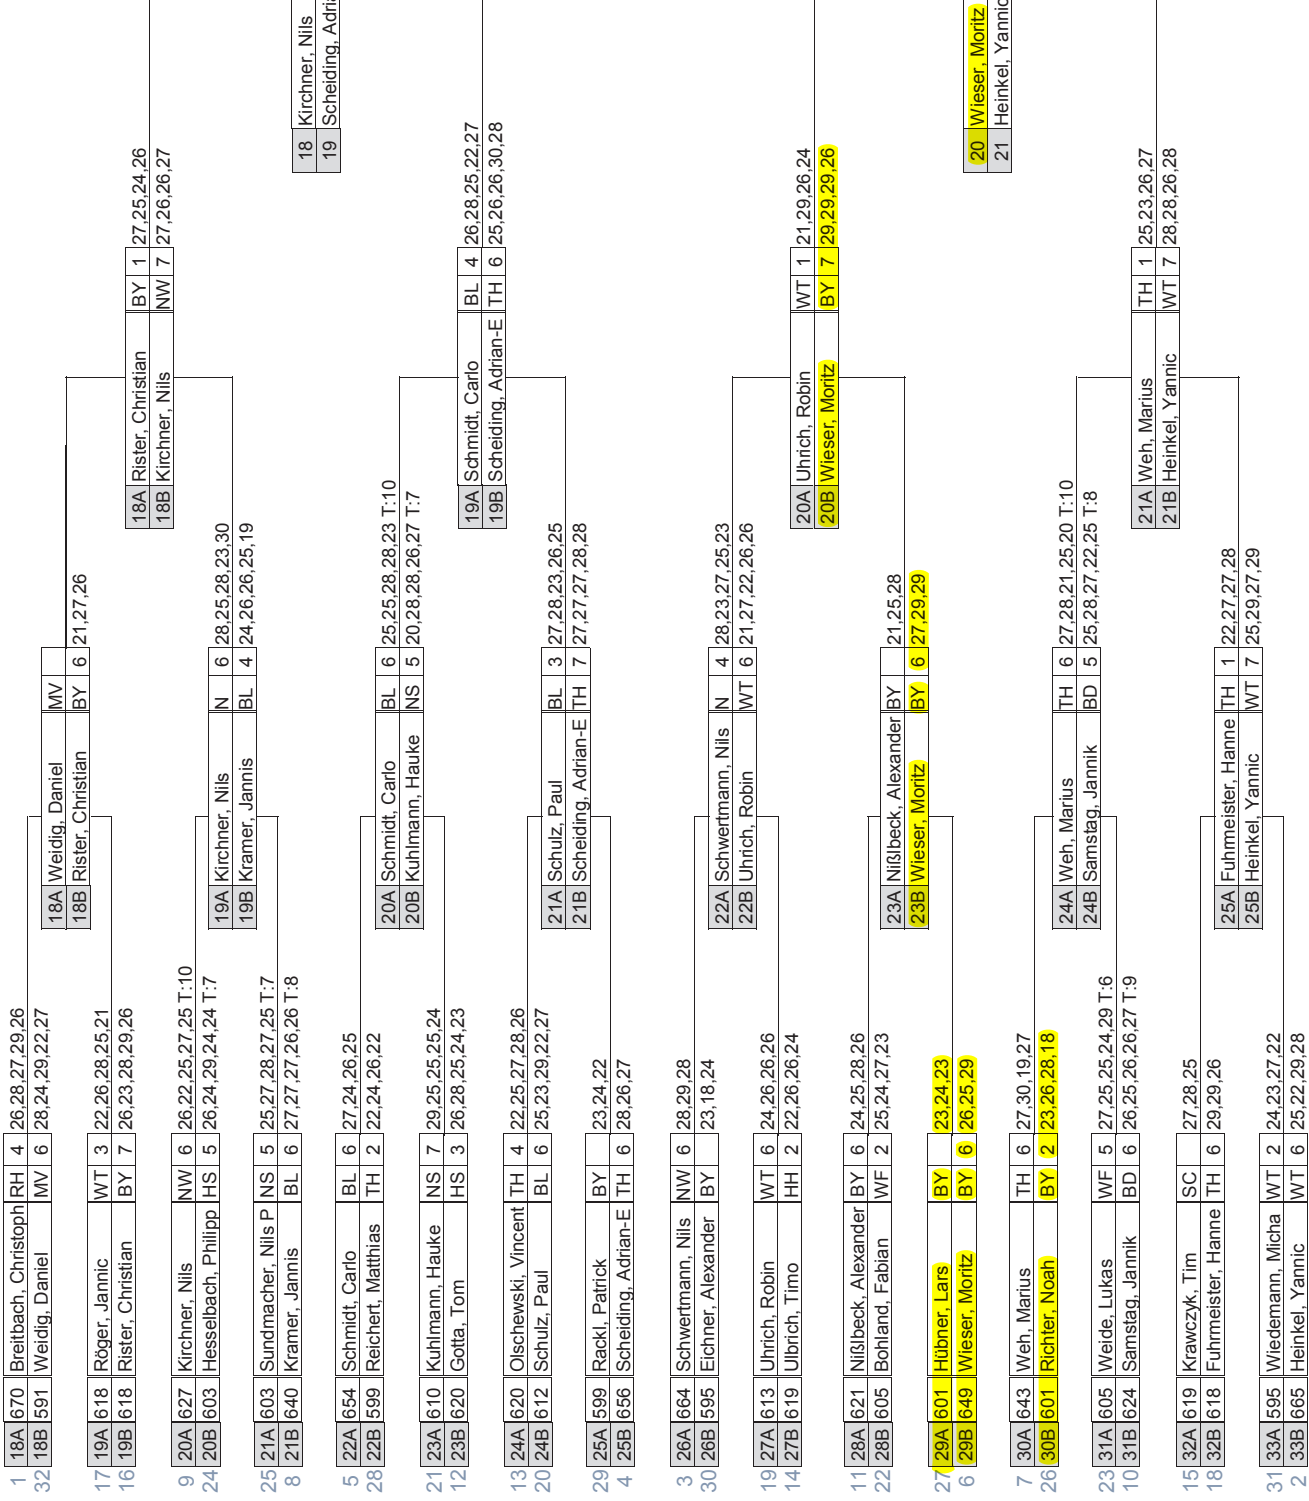 1 18A 670 Breitbach, Christoph RH 4 26,28,27,29,26
32 18B 591 Weidig, Daniel MV 6 28,24,29,22,27
17 19A 618 Röger, Jannic WT 3 22,26,28,25,21
16 19B 618 Rister, Christian BY 7 26,23,28,29,26
9 20A 627 Kirchner, Nils NW 6 26,22,25,27,25 T:10
24 20B 603 Hesselbach, Philipp HS 5 26,24,29,24,24 T:7
25 21A 603 Sundmacher, Nils P NS 5 25,27,28,27,25 T:7
8 21B 640 Kramer, Jannis BL 6 27,27,27,26,26 T:8
5 22A 654 Schmidt, Carlo BL 6 27,24,26,25
28 22B 599 Reichert, Matthias TH 2 22,24,26,22
21 23A 610 Kuhlmann, Hauke NS 7 29,25,25,25,24
12 23B 620 Gotta, Tom HS 3 26,28,25,24,23
13 24A 620 Olschewski, Vincent TH 4 22,25,27,28,26
20 24B 612 Schulz, Paul BL 6 25,23,29,22,27
29 25A 599 Rackl, Patrick BY 23,24,22
4 25B 656 Scheiding, Adrian-E TH 6 28,26,27
3 26A 664 Schwertmann, Nils NW 6 28,29,28
30 26B 595 Eichner, Alexander BY 23,18,24
19 27A 613 Uhrich, Robin WT 6 24,26,26,26
14 27B 619 Ulbrich, Timo HH 2 22,26,26,24
11 28A 621 Nißlbeck, Alexander BY 6 24,25,28,26
22 28B 605 Bohland, Fabian WF 2 25,24,27,23
27 29A 601 Hübner, Lars BY 23,24,23
6 29B 649 Wieser, Moritz BY 6 26,25,29
7 30A 643 Weh, Marius TH 6 27,30,19,27
26 30B 601 Richter, Noah BY 2 23,26,28,18
23 31A 605 Weide, Lukas WF 5 27,25,25,24,29 T:6
10 31B 624 Samstag, Jannik BD 6 26,25,26,26,27 T:9
15 32A 619 Krawczyk, Tim SC 27,28,25
18 32B 618 Fuhrmeister, Hanne TH 6 29,29,26
31 33A 595 Wiedemann, Micha WT 2 24,23,27,22
2 33B 665 Heinkel, Yannic WT 6 25,22,29,28
18A Weidig, Daniel MV
18B Rister, Christian BY 6 21,27,26
19A Kirchner, Nils N 6 28,25,28,23,30
19B Kramer, Jannis BL 4 24,26,26,25,19
20A Schmidt, Carlo BL 6 25,25,28,28,23 T:10
20B Kuhlmann, Hauke NS 5 20,28,28,26,27 T:7
21A Schulz, Paul BL 3 27,28,23,26,25
21B Scheiding, Adrian-E TH 7 27,27,27,28,28
22A Schwertmann, Nils N 4 28,23,27,25,23
22B Uhrich, Robin WT 6 21,27,22,26,26
23A Nißlbeck, Alexander BY 21,25,28
23B Wieser, Moritz BY 6 27,29,29
24A Weh, Marius TH 6 27,28,21,25,20 T:10
24B Samstag, Jannik BD 5 25,28,27,22,25 T:8
25A Fuhrmeister, Hanne TH 1 22,27,27,28
25B Heinkel, Yannic WT 7 25,29,27,29
18A Rister, Christian BY 1 27,25,24,26
18B Kirchner, Nils NW 7 27,26,26,27
19A Schmidt, Carlo BL 4 26,28,25,22,27
19B Scheiding, Adrian-E TH 6 25,26,26,30,28
20A Uhrich, Robin WT 1 21,29,26,24
20B Wieser, Moritz BY 7 29,29,29,26
21A Weh, Marius TH 1 25,23,26,27
21B Heinkel, Yannic WT 7 28,28,26,28
18 Kirchner, Nils
19 Scheiding, Adria
20 Wieser, Moritz
21 Heinkel, Yannic